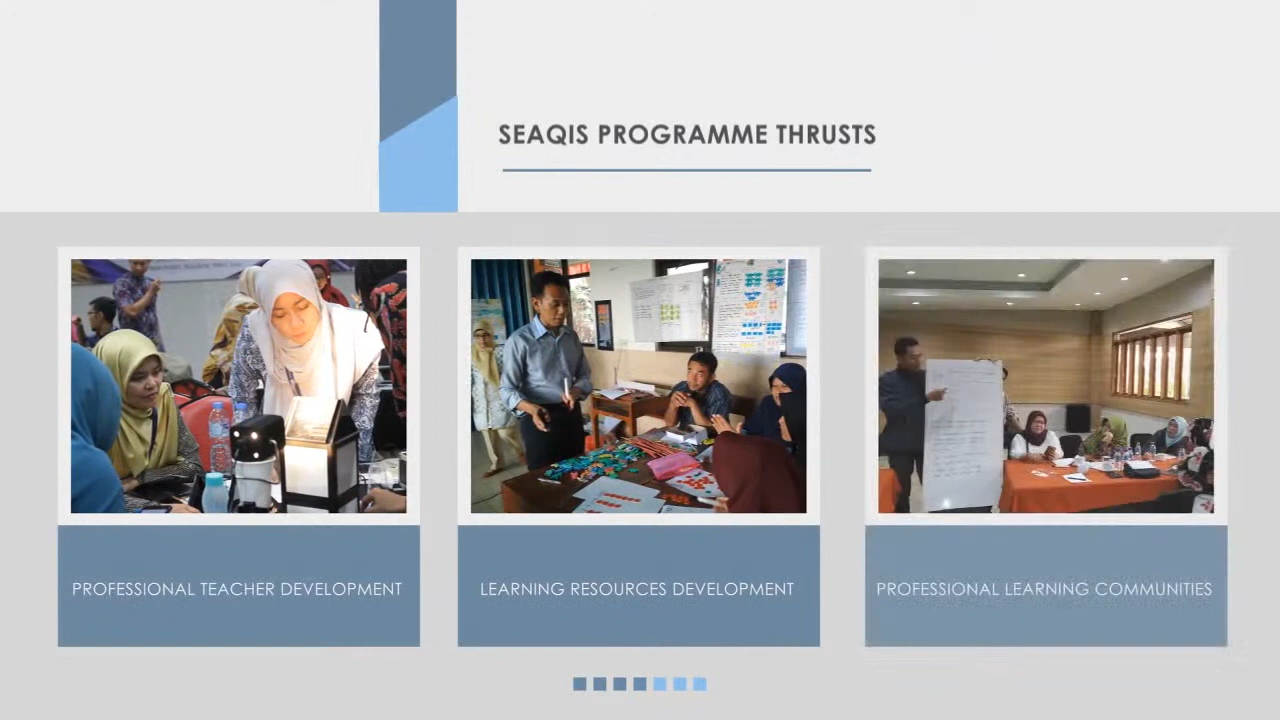 SEAQIS PROGRAMME THRUSTS
PROFESSIONAL TEACHER DEVELOPMENT
LEARNING RESOURCES DEVELOPMENT
PROFESSIONAL LEARNING COMMUNITIES